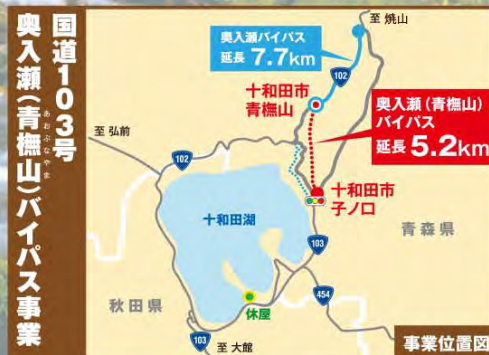 国道103号
奥入瀬(青橅山)バイパス事業
あおぶなやま
至 焼山
奥入瀬バイパス
延長 7.7km
102
十和田市
青橅山
奥入瀬(青橅山)
バイパス
延長 5.2km
至 弘前
102
十和田市
子ノ口
十和田湖
103
青森県
秋田県
休屋
454
103
至 大館
事業位置図